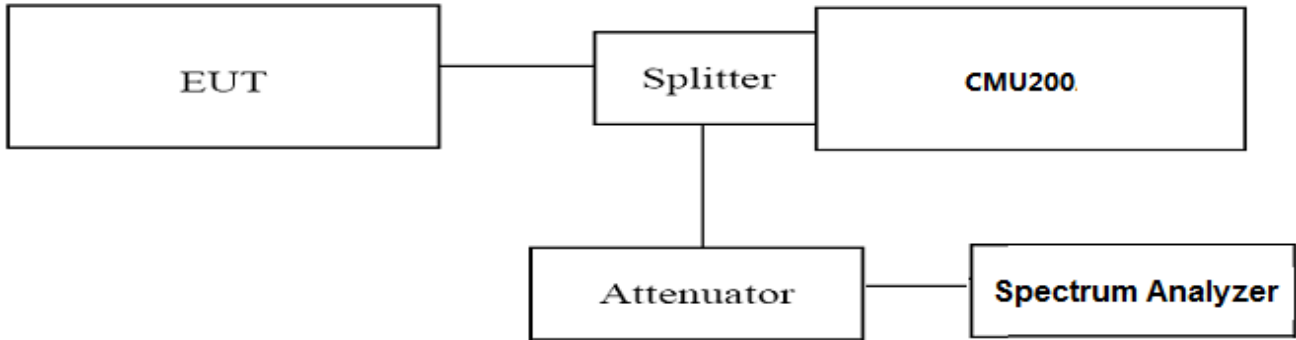 EUT
Splitter
CMU200.
Attenuator
Spectrum Analyzer